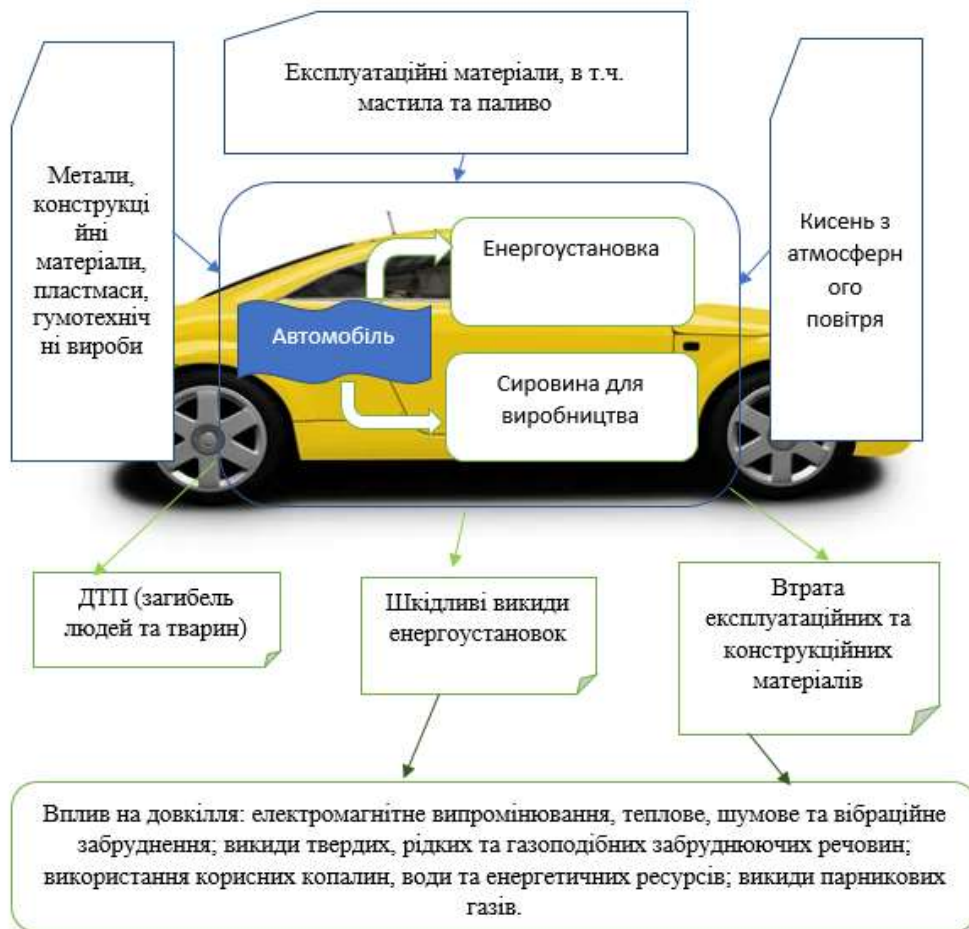 Експлуатаційні матеріали, в т.ч.
мастила та паливо
Метали,
конструкці
йні
матеріали,
пластмаси,
гумотехніч
ні вироби
Кисень з
атмосферн
ого
повітря
Енергоустановка
Автомобіль
Сировина для
виробництва
ДТП (загибель
людей та тварин)
Шкідливі викиди
енергоустановок
Втрата
експлуатаційних та
конструкційних
матеріалів
Вплив на довкілля: електромагнітне випромінювання, теплове, шумове та вібраційне
забруднення; викиди твердих, рідких та газоподібних забруднюючих речовин;
використання корисних копалин, води та енергетичних ресурсів; викиди парникових
газів.